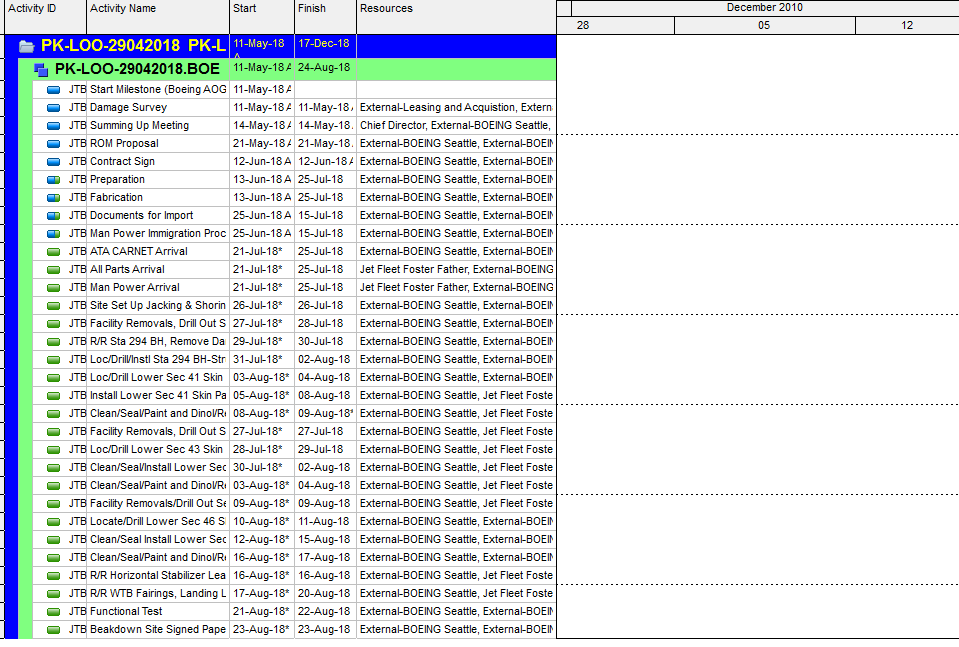 Activity ID Activity Name Start Finish Resources December 2010
28 05 12
PK-LOO-29042018 PK-L 11-May-18 17-Dec-18
PK-LOO-29042018.BOE 11-May-18 A 24-Aug-18
JTB Start Milestone (Boeing AOG 11-May-18 A
JTB Damage Survey 11-May-18 A 11-May-18 A External-Leasing and Acquistion, Extern
JTB Summing Up Meeting 14-May-18 A 14-May-18 Chief Director, External-BOEING Seattle,
JTB ROM Proposal 21-May-18 A 21-May-18 External-BOEING Seattle, External-BOEIN
JTB Contract Sign 12-Jun-18 A 12-Jun-18 A External-BOEING Seattle, External-BOEIN
JTB Preparation 13-Jun-18 A 25-Jul-18 External-BOEING Seattle, External-BOEIN
JTB Fabrication 13-Jun-18 A 25-Jul-18 External-BOEING Seattle, External-BOEIN
JTB Documents for Import 25-Jun-18 A 15-Jul-18 External-BOEING Seattle, External-BOEIN
JTB Man Power Immigration Proc 25-Jun-18 A 15-Jul-18 External-BOEING Seattle, External-BOEIN
JTB ATA CARNET Arrival 21-Jul-18* 25-Jul-18 External-BOEING Seattle, External-BOEIN
JTB All Parts Arrival 21-Jul-18* 25-Jul-18 Jet Fleet Foster Father, External-BOEING
JTB Man Power Arrival 21-Jul-18* 25-Jul-18 Jet Fleet Foster Father, External-BOEING
JTB Site Set Up Jacking & Shorin 26-Jul-18* 26-Jul-18 External-BOEING Seattle, External-BOEIN
JTB Facility Removals, Drill Out S 27-Jul-18* 28-Jul-18 External-BOEING Seattle, External-BOEIN
JTB R/R Sta 294 BH, Remove Da 29-Jul-18* 30-Jul-18 External-BOEING Seattle, External-BOEIN
JTB Loc/Drill/Instl Sta 294 BH-Str 31-Jul-18* 02-Aug-18 External-BOEING Seattle, External-BOEIN
JTB Loc/Drill Lower Sec 41 Skin 03-Aug-18* 04-Aug-18 External-BOEING Seattle, External-BOEIN
JTB Install Lower Sec 41 Skin Pa 05-Aug-18* 08-Aug-18 External-BOEING Seattle, Jet Fleet Foste
JTB Clean/Seal/Paint and Dinol/R 08-Aug-18* 09-Aug-18* External-BOEING Seattle, Jet Fleet Foste
JTB Facility Removals, Drill Out S 27-Jul-18* 27-Jul-18 External-BOEING Seattle, Jet Fleet Foste
JTB Loc/Drill Lower Sec 43 Skin 28-Jul-18* 29-Jul-18 External-BOEING Seattle, Jet Fleet Foste
JTB Clean/Seal/Install Lower Sec 30-Jul-18* 02-Aug-18 External-BOEING Seattle, Jet Fleet Foste
JTB Clean/Seal/Paint and Dinol/R 03-Aug-18* 04-Aug-18 External-BOEING Seattle, Jet Fleet Foste
JTB Facility Removals/Drill Out Se 09-Aug-18* 09-Aug-18 External-BOEING Seattle, Jet Fleet Foste
JTB Locate/Drill Lower Sec 46 S 10-Aug-18* 11-Aug-18 External-BOEING Seattle, External-BOEIN
JTB Clean/Seal Install Lower Sec 12-Aug-18* 15-Aug-18 External-BOEING Seattle, External-BOEIN
JTB Clean/Seal/Paint and Dinol/R 16-Aug-18* 17-Aug-18 External-BOEING Seattle, External-BOEIN
JTB R/R Horizontal Stabilizer Lea 16-Aug-18* 16-Aug-18 External-BOEING Seattle, Jet Fleet Foste
JTB R/R WTB Fairings, Landing L 17-Aug-18* 20-Aug-18 External-BOEING Seattle, Jet Fleet Foste
JTB Functional Test 21-Aug-18* 22-Aug-18 External-BOEING Seattle, External-BOEIN
JTB Beakdown Site Signed Pape 23-Aug-18* 23-Aug-18 External-BOEING Seattle, External-BOEIN